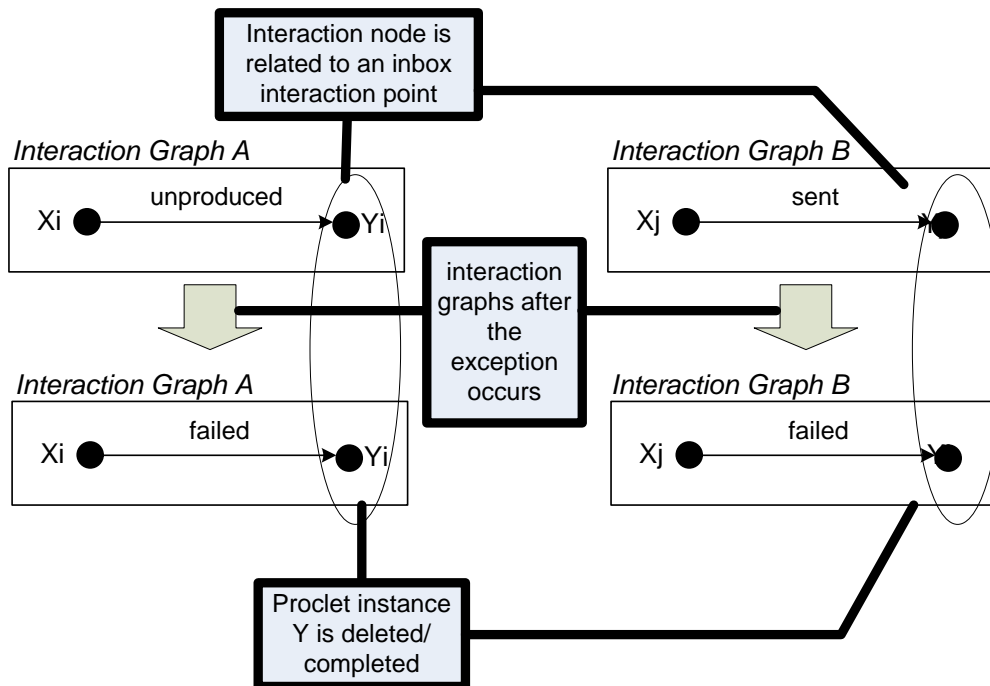 Interaction node is
related to an inbox
interaction point
Interaction Graph A
unproduced
Xi
Yi
Interaction Graph B
sent
Xj
interaction
graphs after
the
exception
occurs
Interaction Graph A
failed
Xi
Yi
Interaction Graph B
failed
Xj
Proclet instance
Y is deleted/
completed